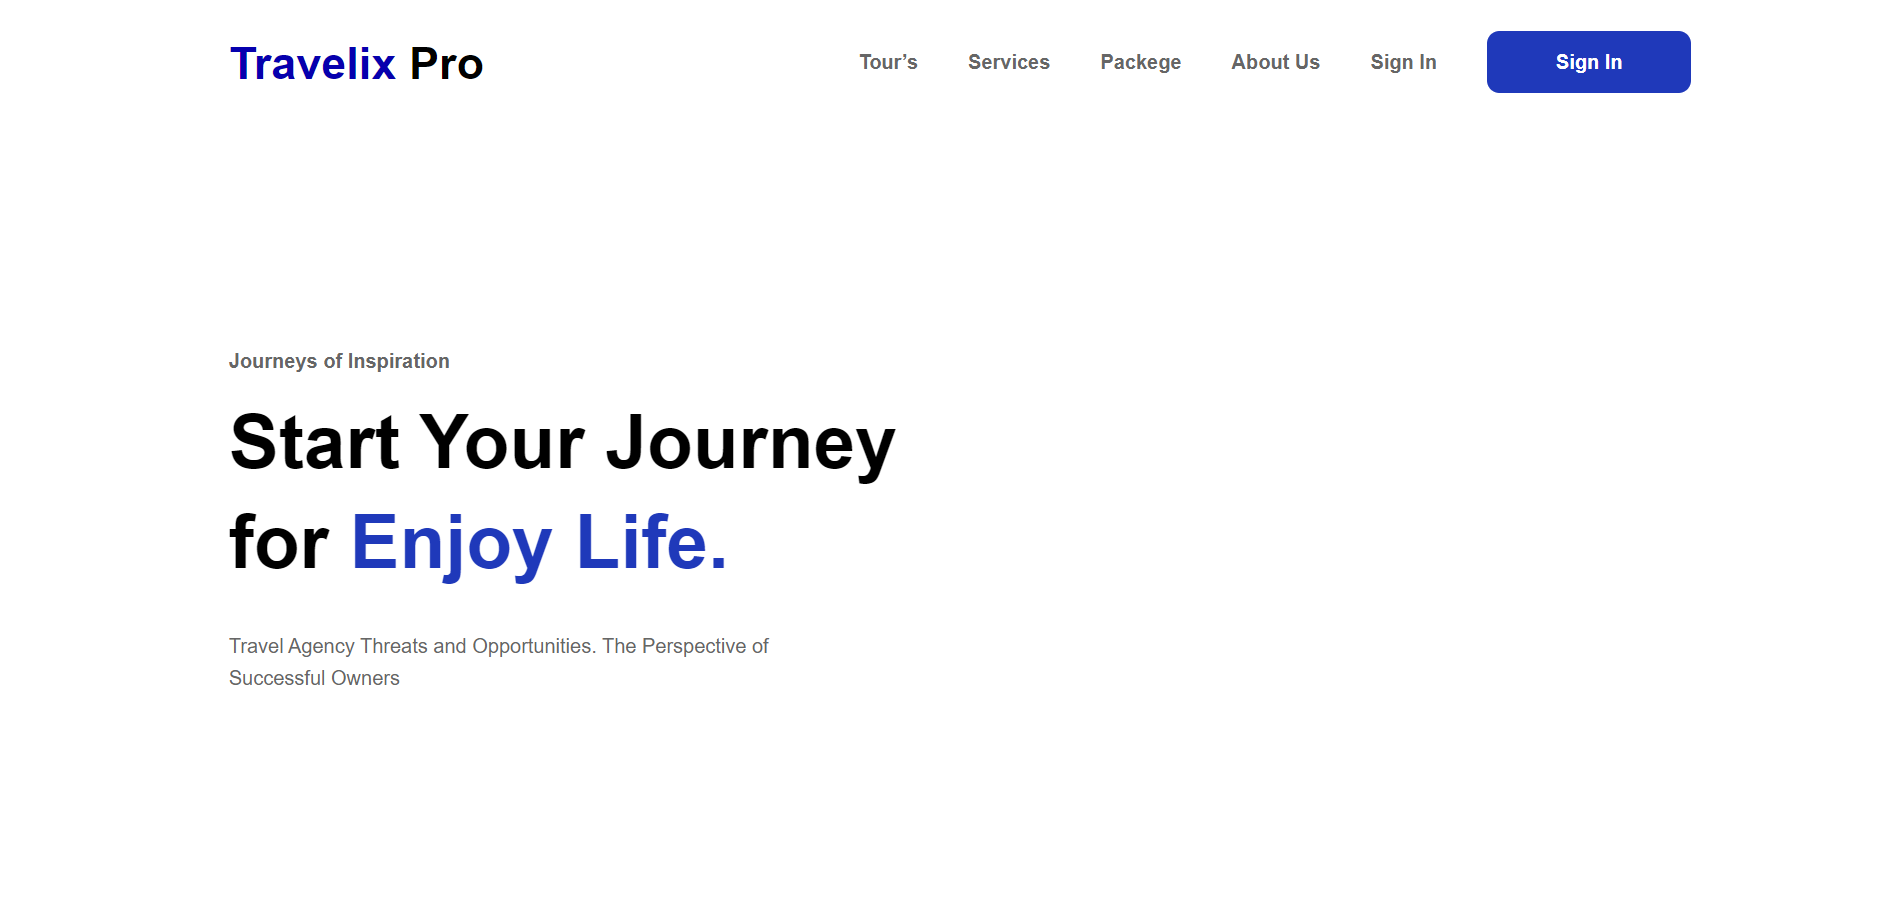 Travelix Pro
Tour’s Services Packege About Us Sign In Sign In
Journeys of Inspiration
Start Your Journey
for Enjoy Life.
Travel Agency Threats and Opportunities. The Perspective of
Successful Owners